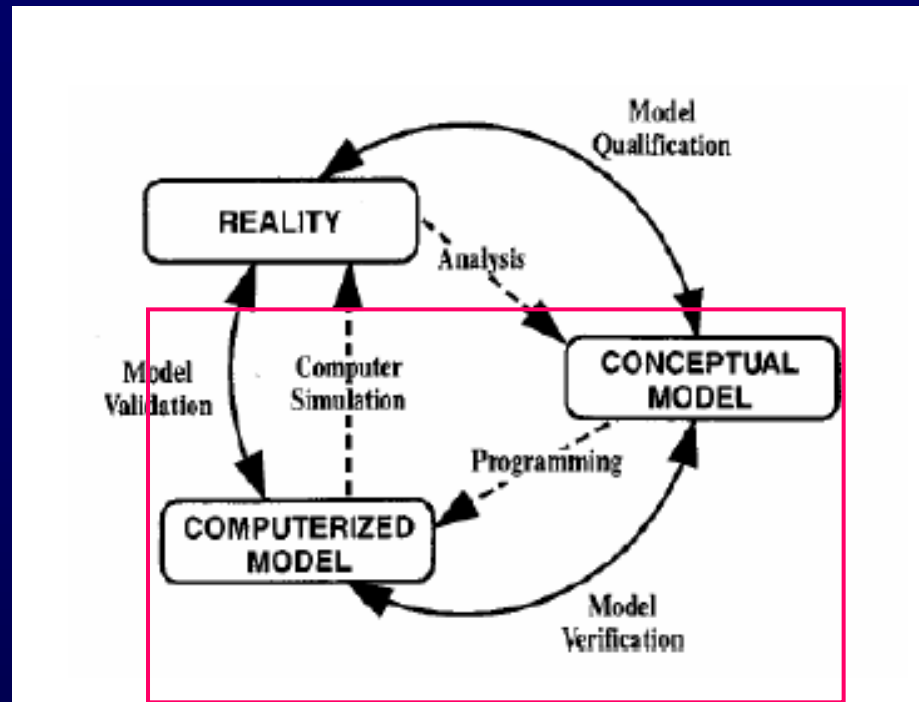 Model
Qualification
REALITY
Analysis
Model
Validation
Computer
Simulation
CONCEPTUAL
MODEL
Programming
COMPUTERIZED
MODEL
Model
Verification